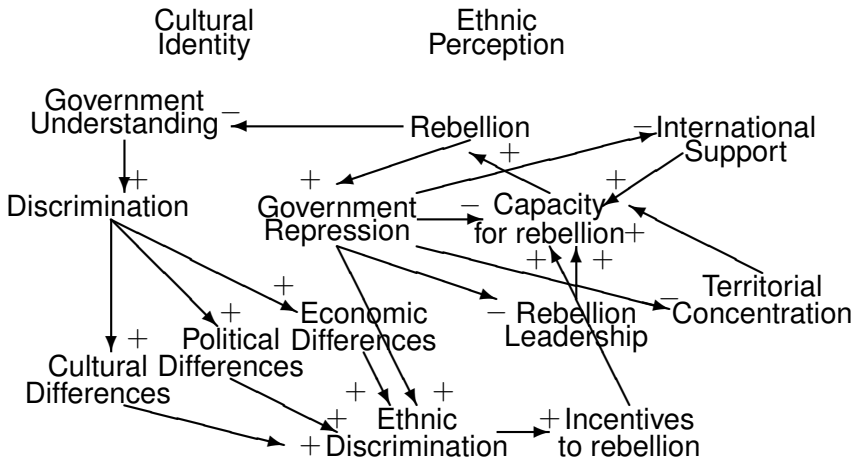 Cultural
Identity
Ethnic
Perception
Government
Understanding
−
Rebellion
−
International
Support
+
+
+
+
Discrimination
Government
Repression
−
Capacity
for rebellion
+
+
+
+
+
+
Economic
Differences
Political
Differences
+
Cultural
Differences
−
Rebellion
Leadership
−
Territorial
Concentration
+
+
+
Ethnic
Discrimination
+
+
Incentives
to rebellion